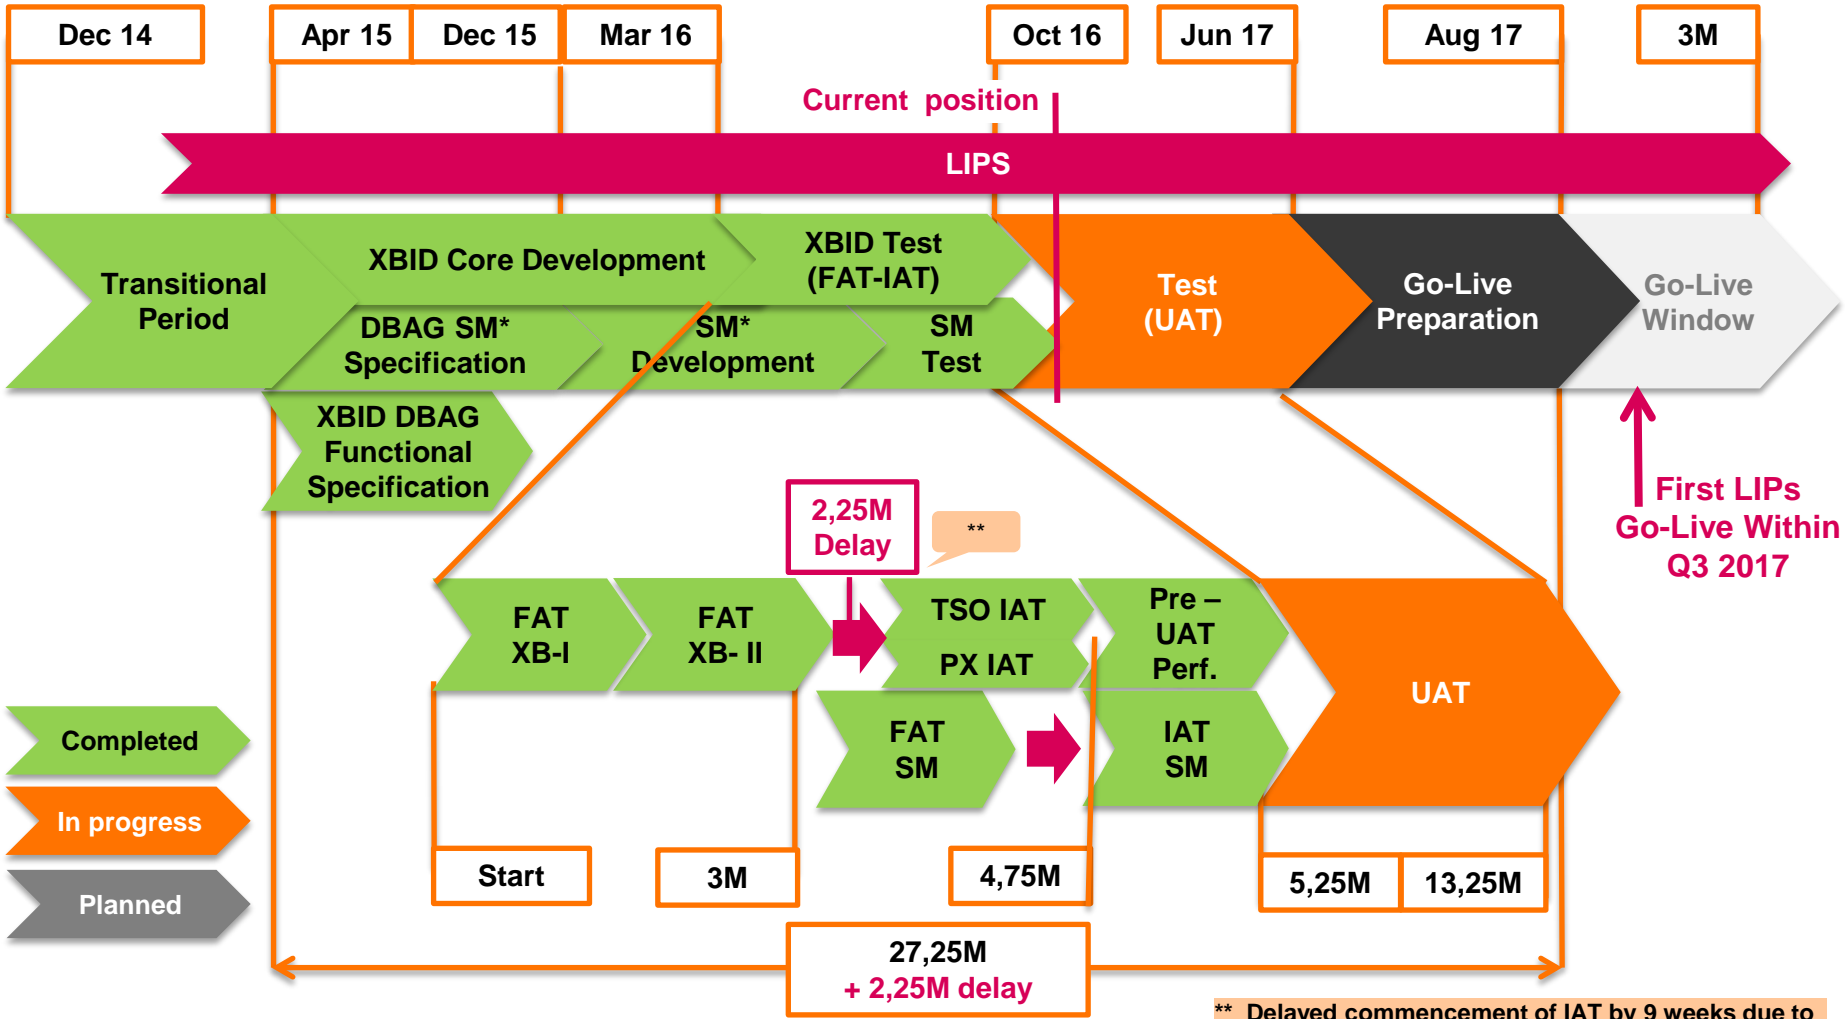 Dec 14
Apr 15
Dec 15
Mar 16
Oct 16
Jun 17
Aug 17
3M
Current position
LIPS
Transitional
Period
XBID Core Development
XBID Test
(FAT-IAT)
DBAG SM*
Specification
SM*
Development
SM
Test
Test
(UAT)
Go-Live
Preparation
Go-Live
Window
XBID DBAG
Functional
Specification
First LIPs
Go-Live Within
Q3 2017
2,25M
Delay
**
FAT
XB-I
FAT
XB- II
TSO IAT
PX IAT
Pre –
UAT
Perf.
FAT
SM
IAT
SM
UAT
Completed
In progress
Planned
Start
3M
4,75M
5,25M
13,25M
27,25M
+ 2,25M delay
** Delayed commencement of IAT by 9 weeks due to